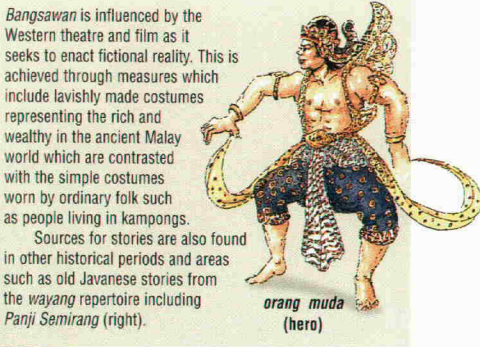 Bangsawan is influenced by the
Western theatre and film as it
seeks to enact fictional reality. This is
achieved through measures which
include lavishly made costumes
representing the rich and
wealthy in the ancient Malay
world which are contrasted
with the simple costumes
worn by ordinary folk such
as people living in kampongs.
Sources for stories are also found
in other historical periods and areas
such as old Javanese stories from
the wayang repertoire including
Panji Semirang (right).
orang muda
(hero)